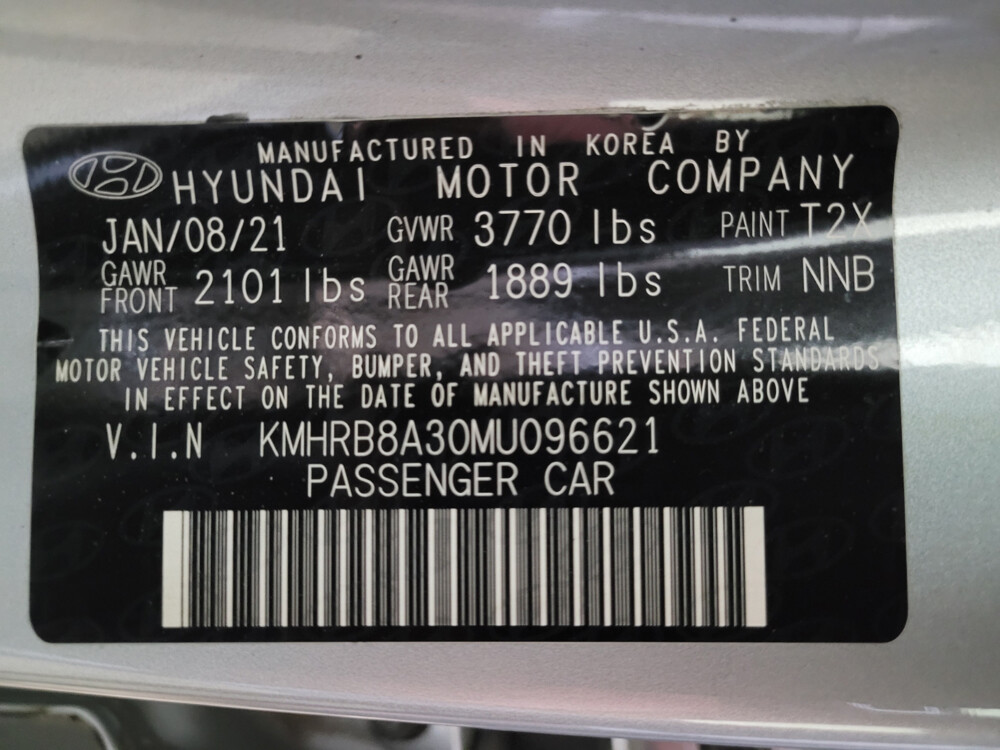 MANUFACTURED IN KOREA BY
HYUNDAI MOTOR COMPANY
JAN/08/21 GVWR 3770 lbs PAINT T2X
GAWR FRONT 2101 lbs GAWR REAR 1889 lbs TRIM NNB
THIS VEHICLE CONFORMS TO ALL APPLICABLE U.S.A. FEDERAL
MOTOR VEHICLE SAFETY, BUMPER, AND THEFT PREVENTION STANDARDS
IN EFFECT ON THE DATE OF MANUFACTURE SHOWN ABOVE
V.I.N KMHRB8A30MU096621
PASSENGER CAR